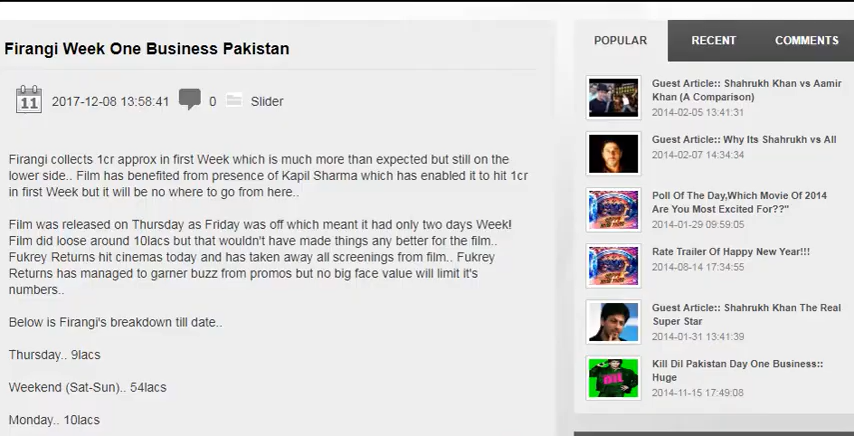 Firangi Week One Business Pakistan
11 2017-12-08 13:58:41 0 Slider
Firangi collects 1cr approx in first Week which is much more than expected but still on the
lower side.. Film has benefited from presence of Kapil Sharma which has enabled it to hit 1cr
in first Week but it will be no where to go from here..
Film was released on Thursday as Friday was off which meant it had only two days Week!
Film did loose around 10lacs but that wouldn't have made things any better for the film..
Fukrey Returns hit cinemas today and has taken away all screenings from film.. Fukrey
Returns has managed to garner buzz from promos but no big face value will limit it's
numbers..
Below is Firangi's breakdown till date..
Thursday.. 9lacs
Weekend (Sat-Sun).. 54lacs
Monday.. 10lacs
POPULAR RECENT COMMENTS
Guest Article:: Shahrukh Khan vs Aamir
Khan (A Comparison)
2014-02-05 13:41:31
Guest Article:: Why Its Shahrukh vs All
2014-02-07 14:34:34
Poll Of The Day,Which Movie Of 2014
Are You Most Excited For??"
2014-01-29 09:59:05
Rate Trailer Of Happy New Year!!!
2014-08-14 17:34:55
Guest Article:: Shahrukh Khan The Real
Super Star
2014-01-31 13:41:39
Kill Dil Pakistan Day One Business::
Huge
2014-11-15 17:49:08